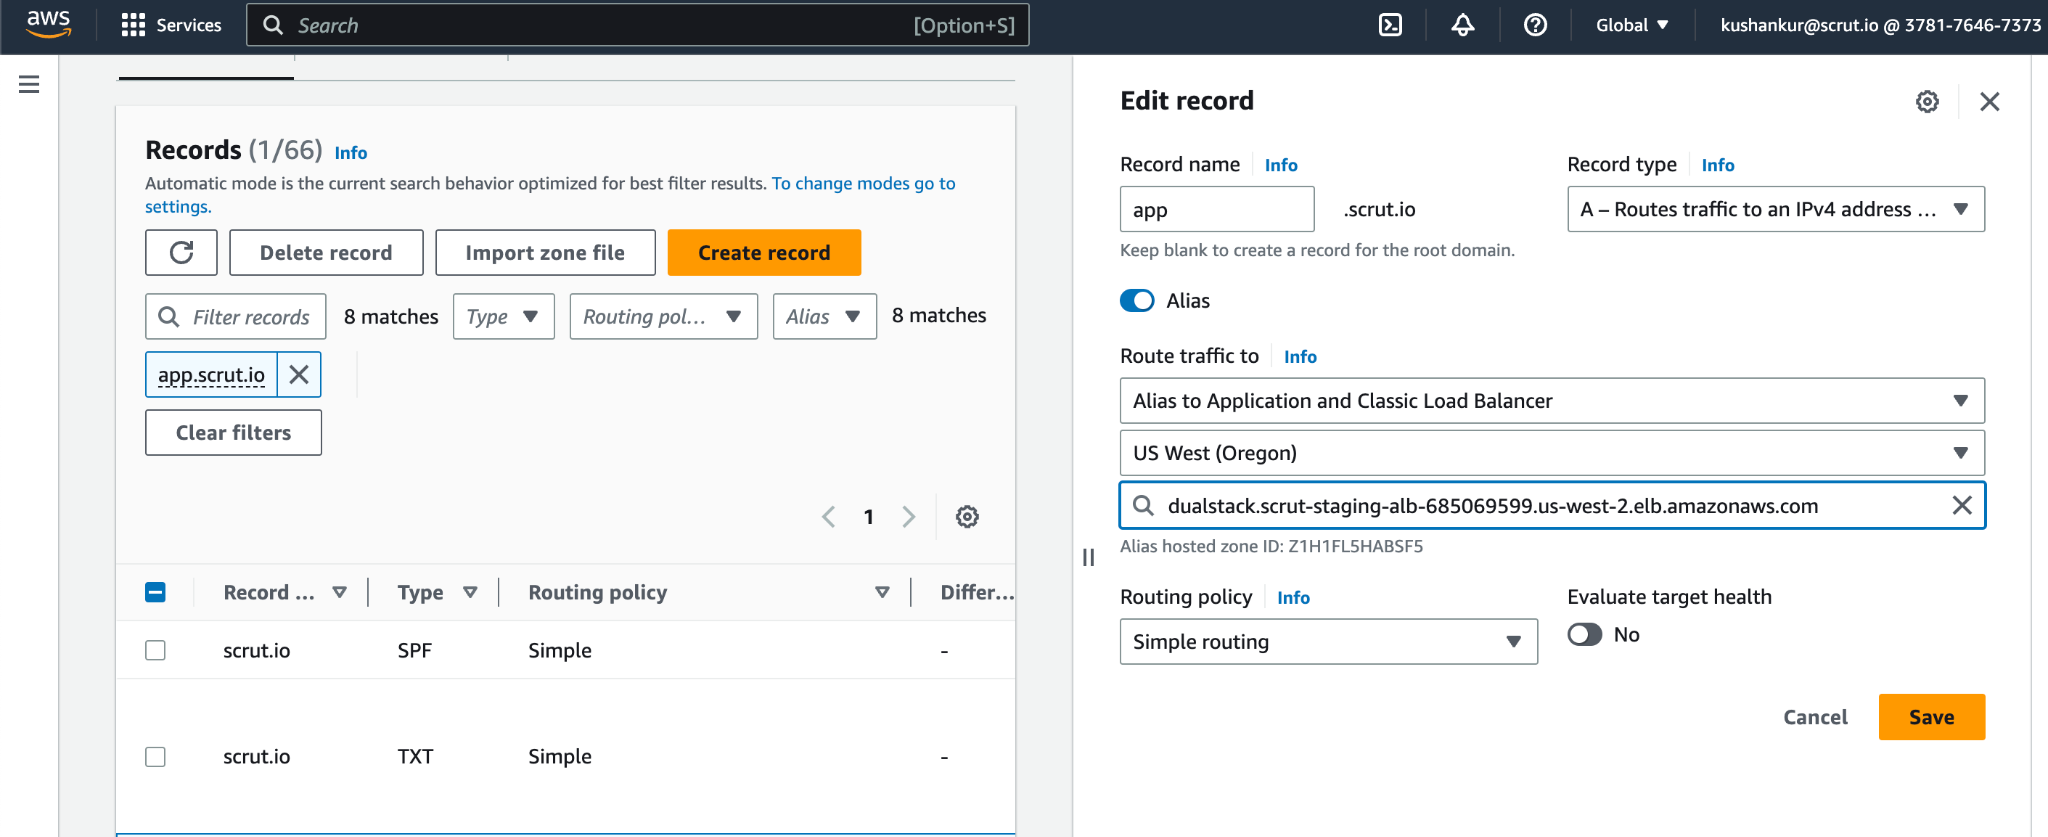 aws
Services
Search [Option+S]
Global
kushankur@scrut.io @ 3781-7646-7373
Records (1/66) Info
Automatic mode is the current search behavior optimized for best filter results. To change modes go to
settings.
Delete record
Import zone file
Create record
Filter records
8 matches
Type
Routing pol...
Alias
8 matches
app.scrut.io
Clear filters
1
Record ... Type Routing policy Differ...
scrut.io SPF Simple -
scrut.io TXT Simple -
Edit record
Record name Info
Record type Info
app .scrut.io
A – Routes traffic to an IPv4 address ...
Keep blank to create a record for the root domain.
Alias
Route traffic to Info
Alias to Application and Classic Load Balancer
US West (Oregon)
dualstack.scrut-staging-alb-685069599.us-west-2.elb.amazonaws.com
Alias hosted zone ID: Z1H1FL5HABSF5
Routing policy Info
Evaluate target health
Simple routing
No
Cancel
Save